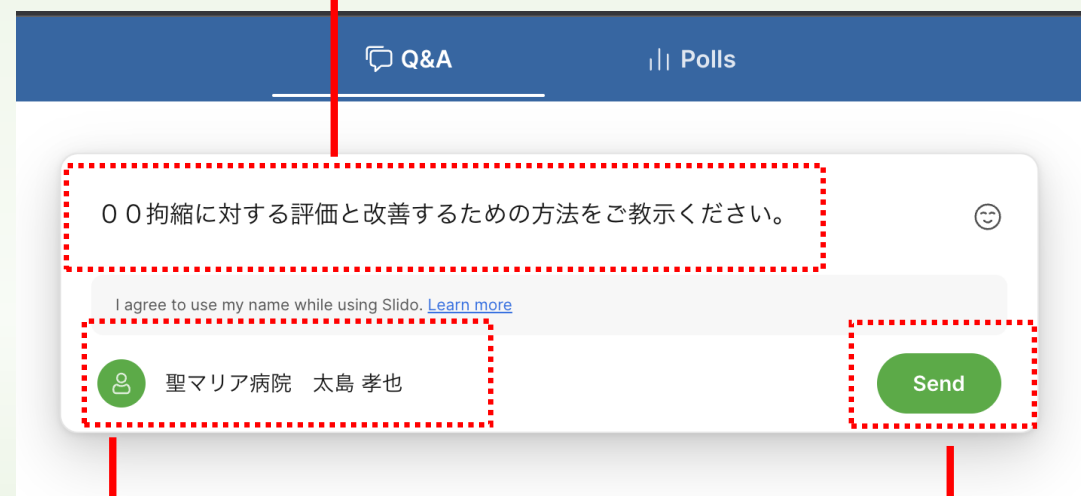 Q&A
Polls
００拘縮に対する評価と改善するための方法をご教示ください。
I agree to use my name while using Slido. Learn more
聖マリア病院　太島 孝也
Send